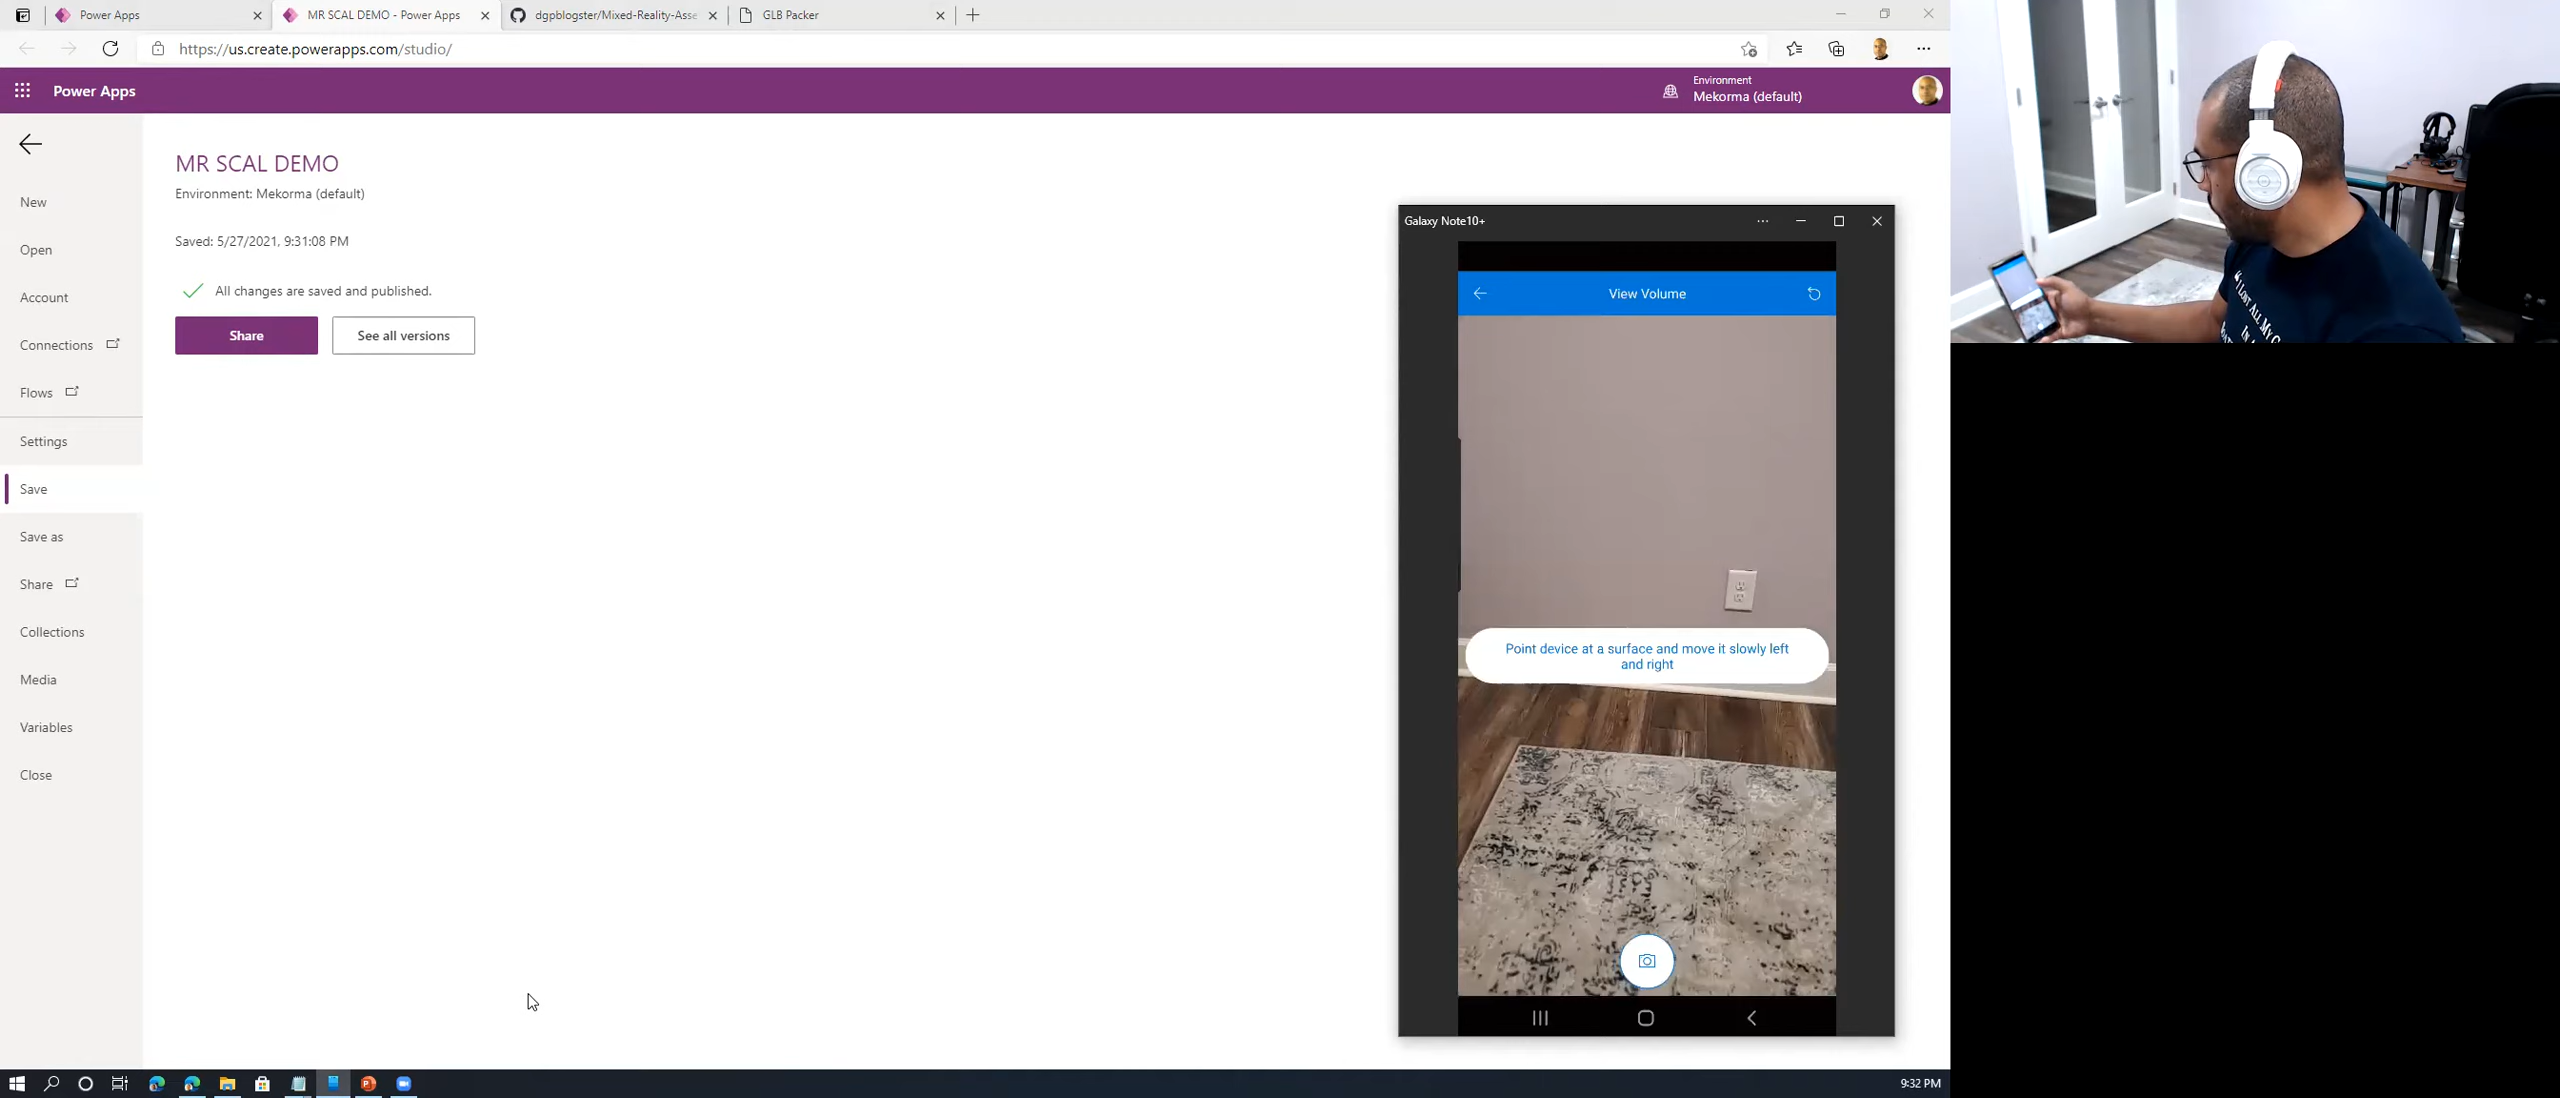 Power Apps
MR SCAL DEMO - Power Apps
dgpblogster/Mixed-Reality-Asse
GLB Packer
https://us.create.powerapps.com/studio/
Power Apps
Environment
Mekorma (default)
MR SCAL DEMO
Environment: Mekorma (default)
Saved: 5/27/2021, 9:31:08 PM
All changes are saved and published.
Share
See all versions
New
Open
Account
Connections
Flows
Settings
Save
Save as
Share
Collections
Media
Variables
Close
Galaxy Note10+
View Volume
Point device at a surface and move it slowly left
and right
"I LOST ALL MY
IN A
9:32 PM